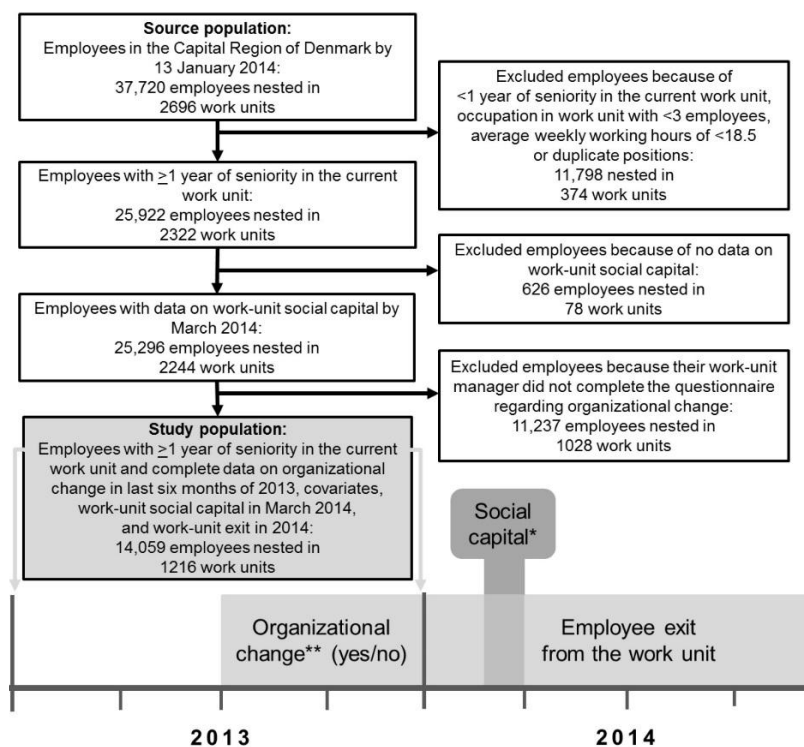 Source population:
Employees in the Capital Region of Denmark by
13 January 2014:
37,720 employees nested in
2696 work units
Excluded employees because of
<1 year of seniority in the current work unit,
occupation in work unit with <3 employees,
average weekly working hours of <18.5
or duplicate positions:
11,798 nested in
374 work units
Employees with ≥1 year of seniority in the current
work unit:
25,922 employees nested in
2322 work units
Excluded employees because of no data on
work-unit social capital:
626 employees nested in
78 work units
Employees with data on work-unit social capital by
March 2014:
25,296 employees nested in
2244 work units
Excluded employees because their work-unit
manager did not complete the questionnaire
regarding organizational change:
11,237 employees nested in
1028 work units
Study population:
Employees with ≥1 year of seniority in the current
work unit and complete data on organizational
change in last six months of 2013, covariates,
work-unit social capital in March 2014,
and work-unit exit in 2014:
14,059 employees nested in
1216 work units
Social
capital*
Organizational
change** (yes/no)
Employee exit
from the work unit
2013
2014